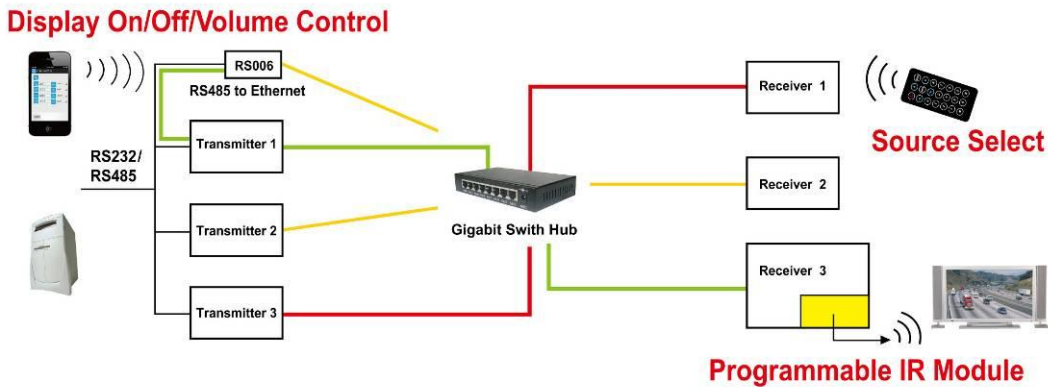 Display On/Off/Volume Control
RS006
RS485 to Ethernet
Transmitter 1
RS232/
RS485
Transmitter 2
Transmitter 3
Gigabit Swith Hub
Receiver 1
Source Select
Receiver 2
Receiver 3
Programmable IR Module